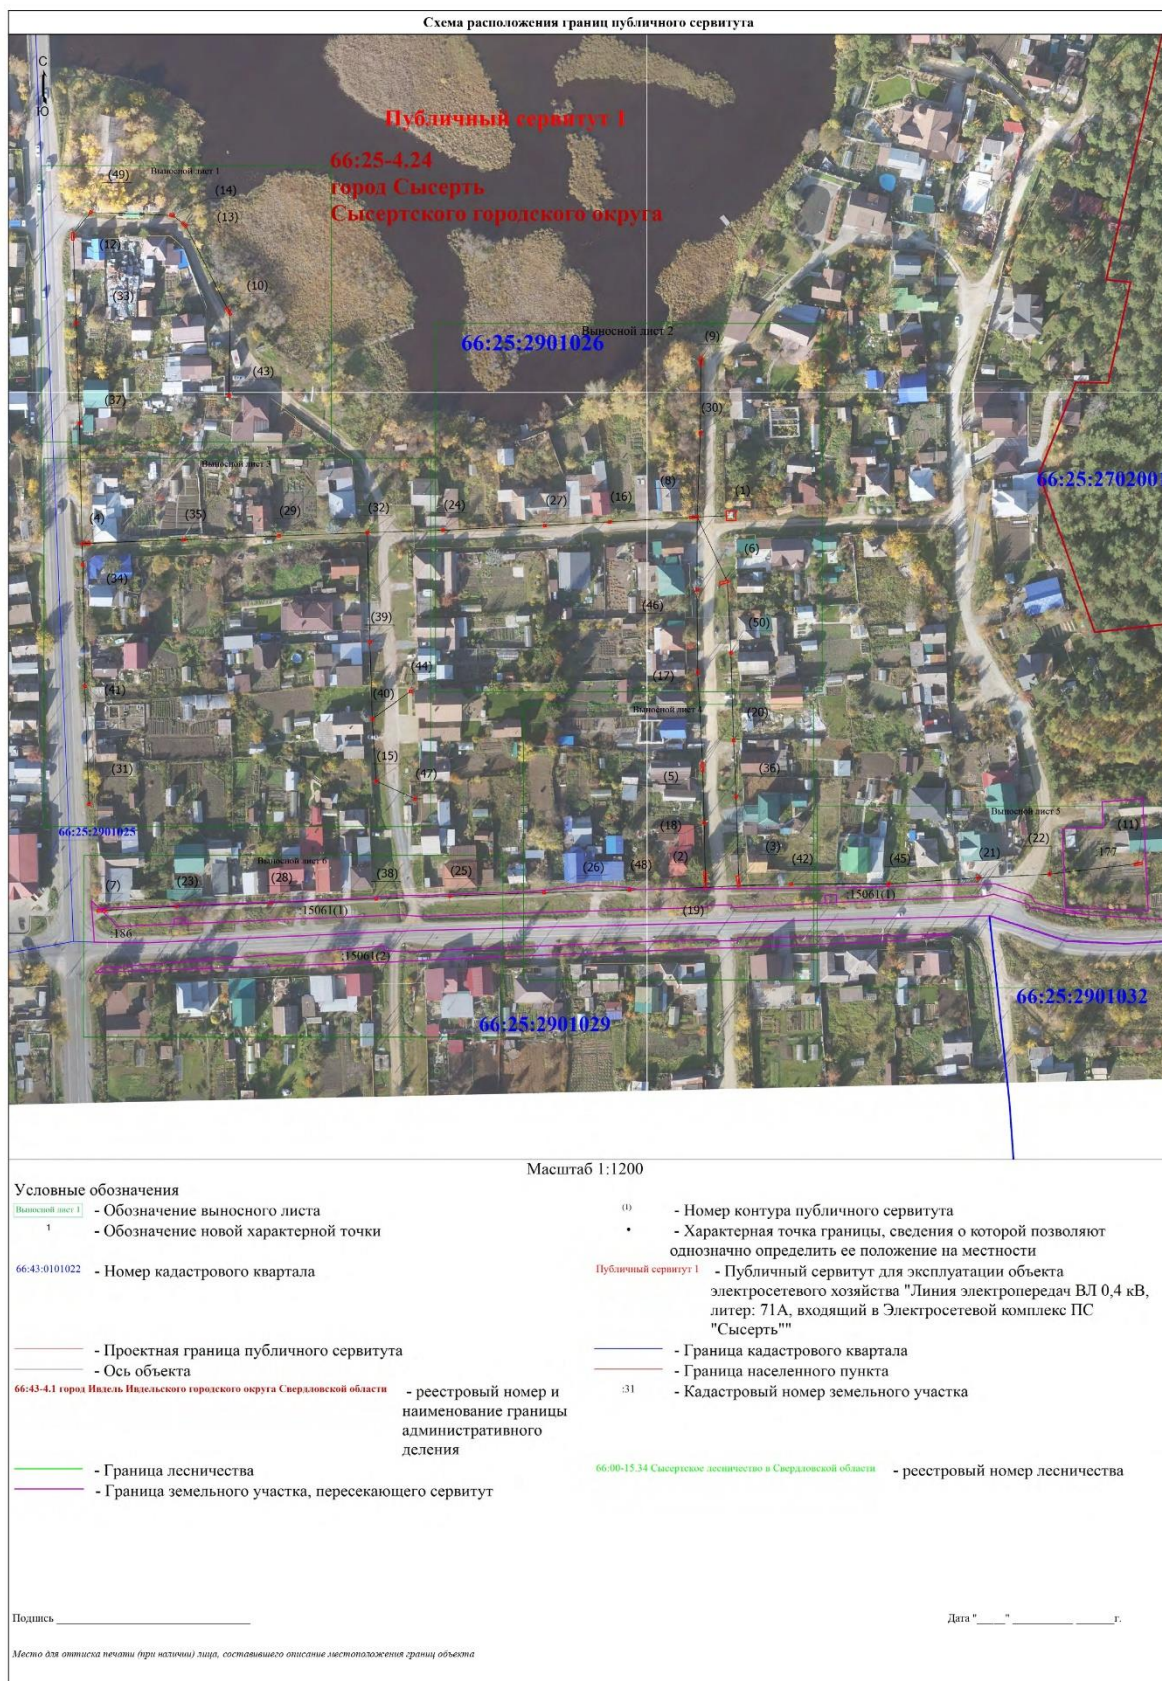 Схема расположения границ публичного сервитута
С
Ю
Публичный сервитут 1
66:25-4.24
город Сысерть
Сысертского городского округа
(49)
Выносной лист 1
(14)
(13)
(12)
(10)
(33)
66:25:2901026
Выносной лист 2
(9)
(43)
(37)
(30)
Выносной лист 3
66:25:270200
(4)
(35)
(29)
(32)
(24)
(27)
(16)
(8)
(1)
(34)
(6)
(46)
(39)
(50)
(44)
(17)
(41)
(40)
Выносной лист 4
(20)
(31)
(15)
(47)
(5)
(36)
66:25:2901025
(18)
Выносной лист 5
(11)
(22)
:177
Выносной лист 6
(7)
(23)
(28)
(38)
(25)
(26)
(48)
(2)
(3)
(42)
(45)
(21)
:15061(1)
(19)
:15061(1)
:186
:15061(2)
66:25:2901029
66:25:2901032
Масштаб 1:1200
Условные обозначения
Выносной лист 1 - Обозначение выносного листа
1 - Обозначение новой характерной точки
66:43:0101022 - Номер кадастрового квартала
- Проектная граница публичного сервитута
- Ось объекта
66:43-4.1 город Ивдель Ивдельского городского округа Свердловской области - реестровый номер и
наименование границы
административного
деления
- Граница лесничества
- Граница земельного участка, пересекающего сервитут
(1) - Номер контура публичного сервитута
- Характерная точка границы, сведения о которой позволяют
однозначно определить ее положение на местности
Публичный сервитут 1 - Публичный сервитут для эксплуатации объекта
электросетевого хозяйства "Линия электропередач ВЛ 0,4 кВ,
литер: 71А, входящий в Электросетевой комплекс ПС
"Сысерть""
- Граница кадастрового квартала
- Граница населенного пункта
:31 - Кадастровый номер земельного участка
66:00-15.34 Сысертское лесничество в Свердловской области - реестровый номер лесничества
Подпись ____________________ Дата "_____" ___________ ______г.
Место для оттиска печати (при наличии) лица, составившего описание местоположения границ объекта